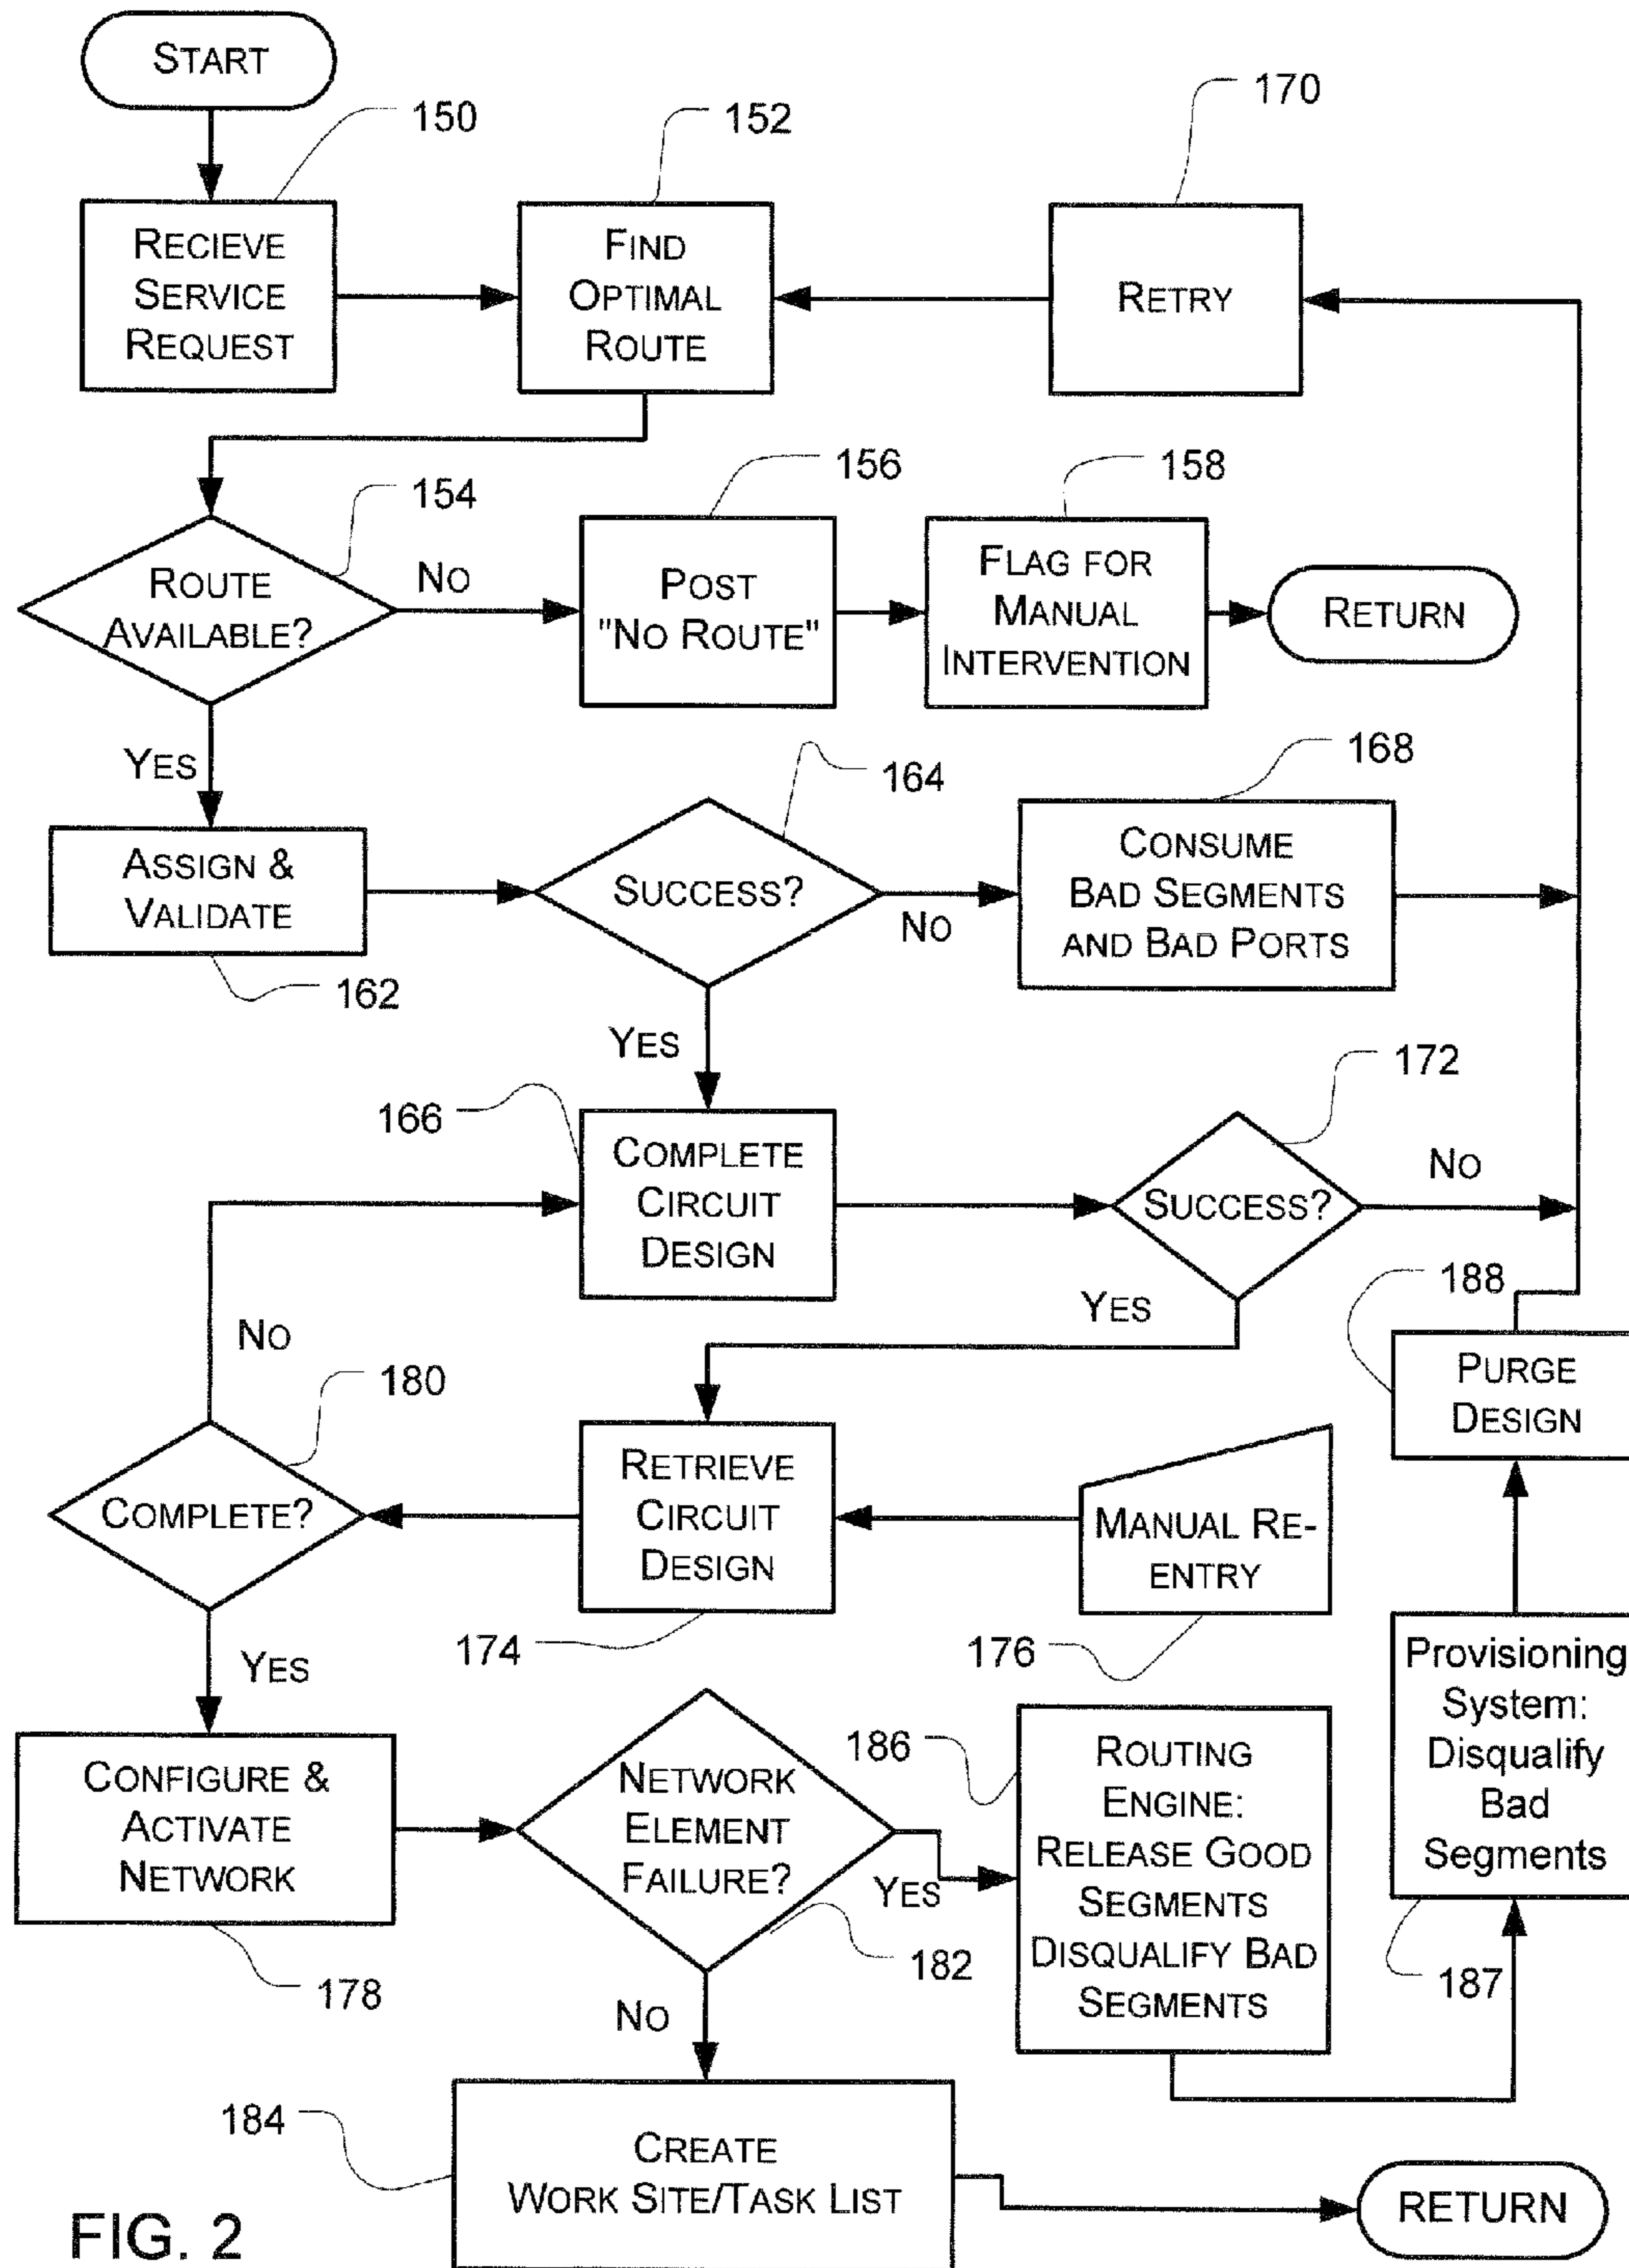 START
150
152
170
RECIEVE
SERVICE
REQUEST
FIND
OPTIMAL
ROUTE
RETRY
154
156
158
ROUTE
AVAILABLE?
NO
POST
"NO ROUTE"
FLAG FOR
MANUAL
INTERVENTION
RETURN
YES
164
168
ASSIGN &
VALIDATE
162
SUCCESS?
NO
CONSUME
BAD SEGMENTS
AND BAD PORTS
YES
166
172
COMPLETE
CIRCUIT
DESIGN
SUCCESS?
NO
YES
188
PURGE
DESIGN
NO
180
COMPLETE?
RETRIEVE
CIRCUIT
DESIGN
174
MANUAL RE-
ENTRY
176
YES
Provisioning
System:
Disqualify
Bad
Segments
187
CONFIGURE &
ACTIVATE
NETWORK
178
NETWORK
ELEMENT
FAILURE?
YES
182
186
ROUTING
ENGINE:
RELEASE GOOD
SEGMENTS
DISQUALIFY BAD
SEGMENTS
NO
184
CREATE
WORK SITE/TASK LIST
RETURN
FIG. 2